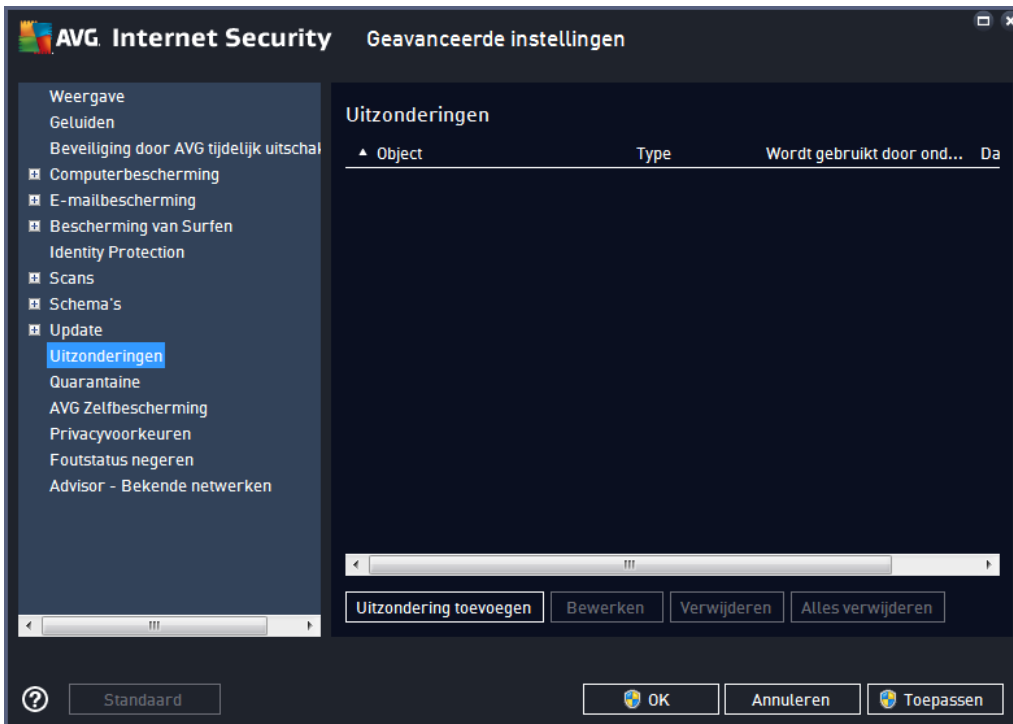 AVG. Internet Security Geavanceerde instellingen
Weergave
Geluiden
Beveiliging door AVG tijdelijk uitschak
Computerbescherming
E-mailbescherming
Bescherming van Surfen
Identity Protection
Scans
Schema's
Update
Uitzonderingen
Quarantaine
AVG Zelfbescherming
Privacyvoorkeuren
Foutstatus negeren
Advisor - Bekende netwerken
Uitzonderingen
Object Type Wordt gebruikt door ond... Da
Uitzondering toevoegen Bewerken Verwijderen Alles verwijderen
? Standaard OK Annuleren Toepassen